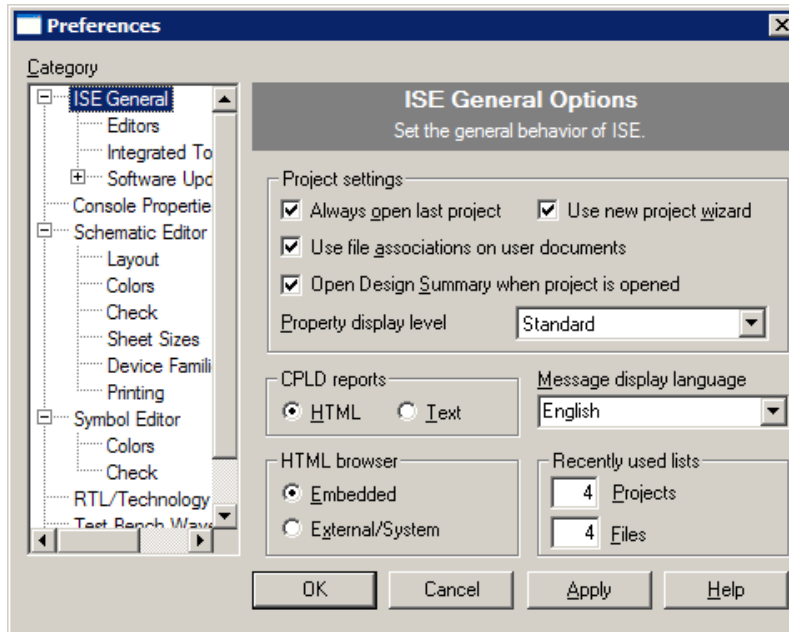 Preferences
Category
ISE General
Editors
Integrated To
Software Upd
Console Propertie
Schematic Editor
Layout
Colors
Check
Sheet Sizes
Device Famili
Printing
Symbol Editor
Colors
Check
RTL/Technology
Test Bench Wave
ISE General Options
Set the general behavior of ISE.
Project settings
Always open last project
Use new project wizard
Use file associations on user documents
Open Design Summary when project is opened
Property display level
Standard
CPLD reports
HTML
Text
Message display language
English
HTML browser
Embedded
External/System
Recently used lists
4 Projects
4 Files
OK
Cancel
Apply
Help